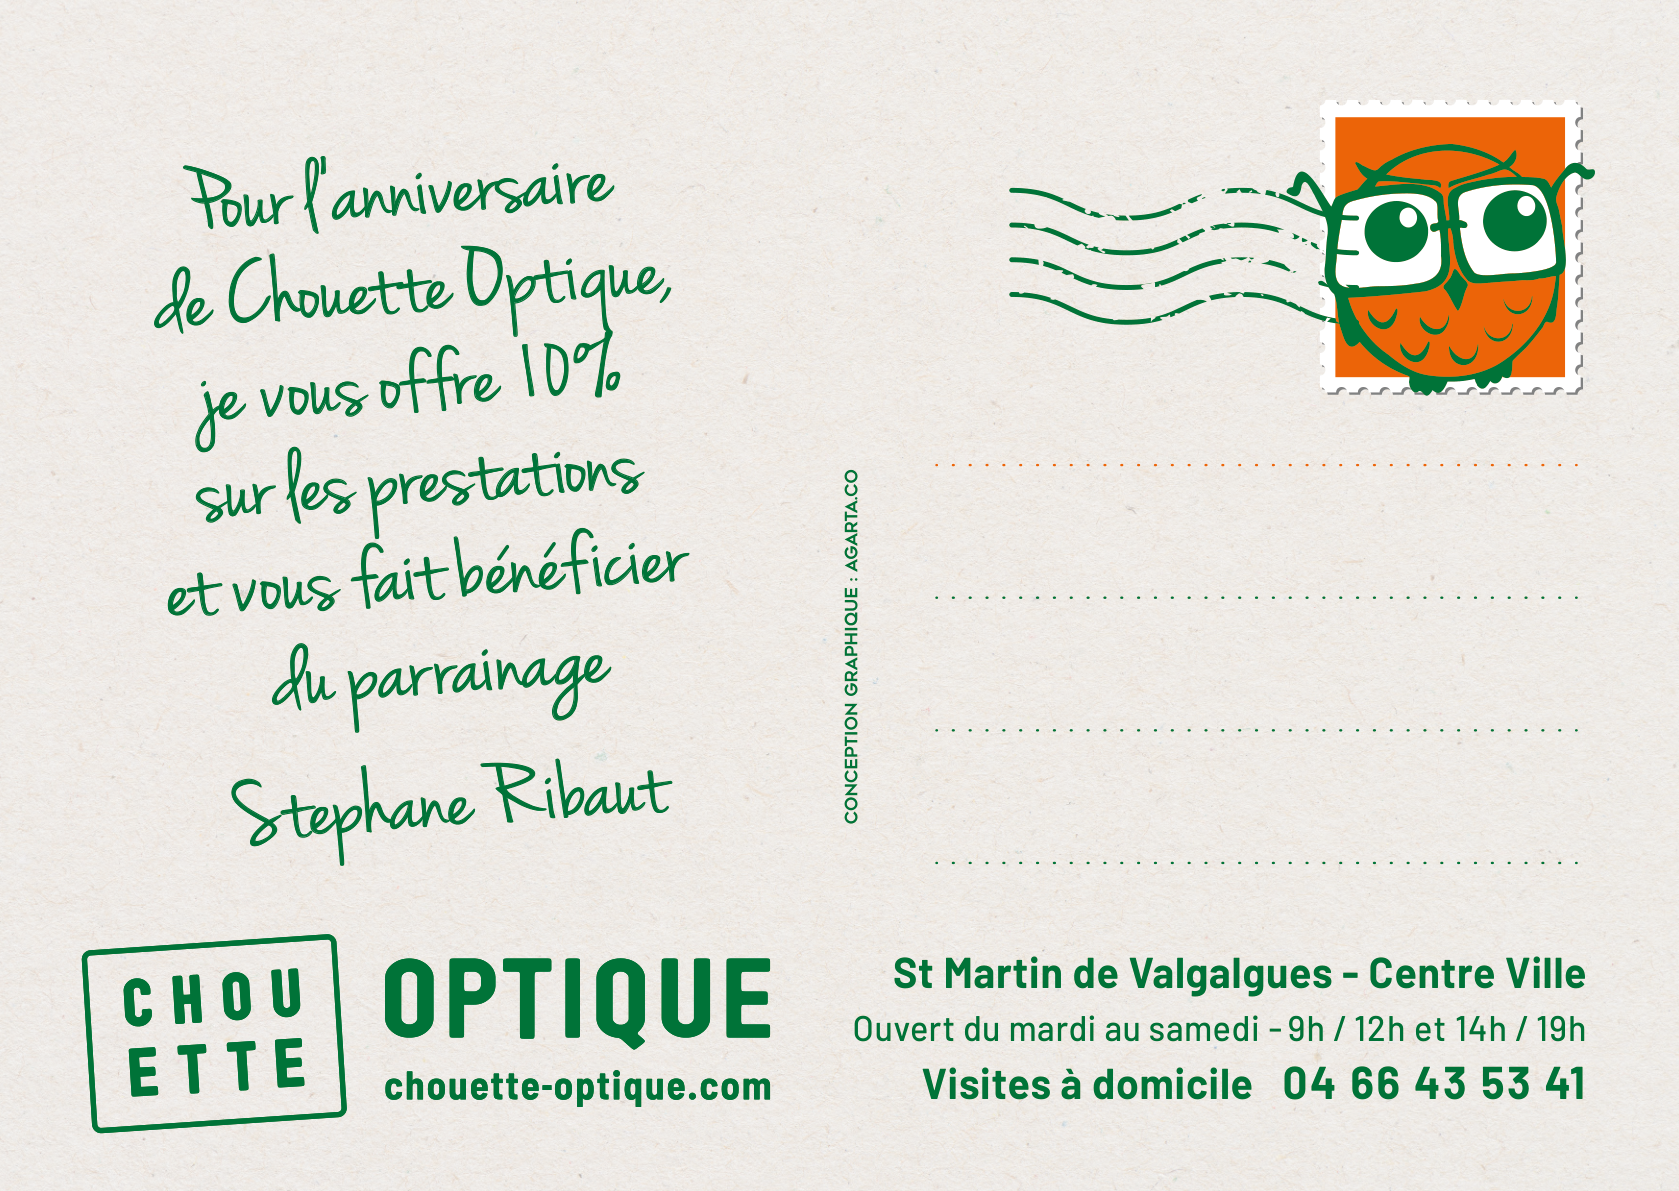 Pour l'anniversaire
de Chouette Optique,
je vous offre 10%
sur les prestations
et vous fait bénéficier
du parrainage
Stephane Ribaut
CONCEPTION GRAPHIQUE : AGARTA.CO
CHOU
ETTE
OPTIQUE
chouette-optique.com
St Martin de Valgalgues - Centre Ville
Ouvert du mardi au samedi - 9h / 12h et 14h / 19h
Visites à domicile 04 66 43 53 41